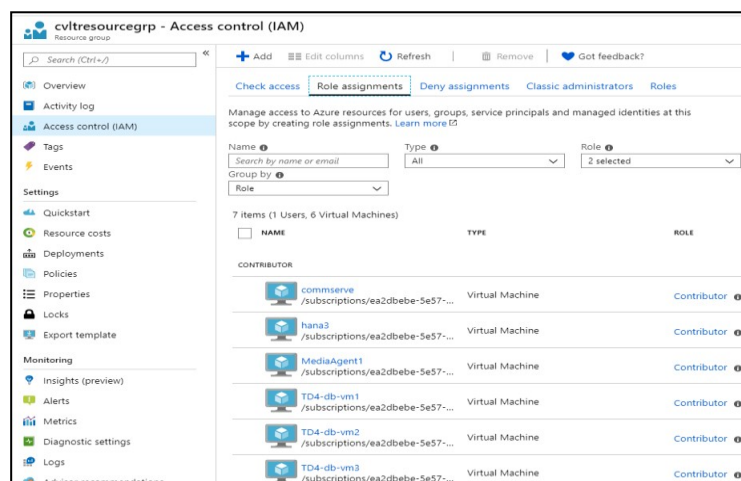 cvltresourcegrp - Access control (IAM)
Resource group
Search (Ctrl+/)
«
Overview
Activity log
Access control (IAM)
Tags
Events
Settings
Quickstart
Resource costs
Deployments
Policies
Properties
Locks
Export template
Monitoring
Insights (preview)
Alerts
Metrics
Diagnostic settings
Logs
Advisor recommendations
Add Edit columns Refresh Remove Got feedback?
Check access Role assignments Deny assignments Classic administrators Roles
Manage access to Azure resources for users, groups, service principals and managed identities at this
scope by creating role assignments. Learn more
Name Type Role
Search by name or email All 2 selected
Group by
Role
7 items (1 Users, 6 Virtual Machines)
NAME TYPE ROLE
CONTRIBUTOR
commserve
/subscriptions/ea2dbebe-5e57-... Virtual Machine Contributor
hana3
/subscriptions/ea2dbebe-5e57-... Virtual Machine Contributor
MediaAgent1
/subscriptions/ea2dbebe-5e57-... Virtual Machine Contributor
TD4-db-vm1
/subscriptions/ea2dbebe-5e57-... Virtual Machine Contributor
TD4-db-vm2
/subscriptions/ea2dbebe-5e57-... Virtual Machine Contributor
TD4-db-vm3
/subscriptions/ea2dbebe-5e57-... Virtual Machine Contributor